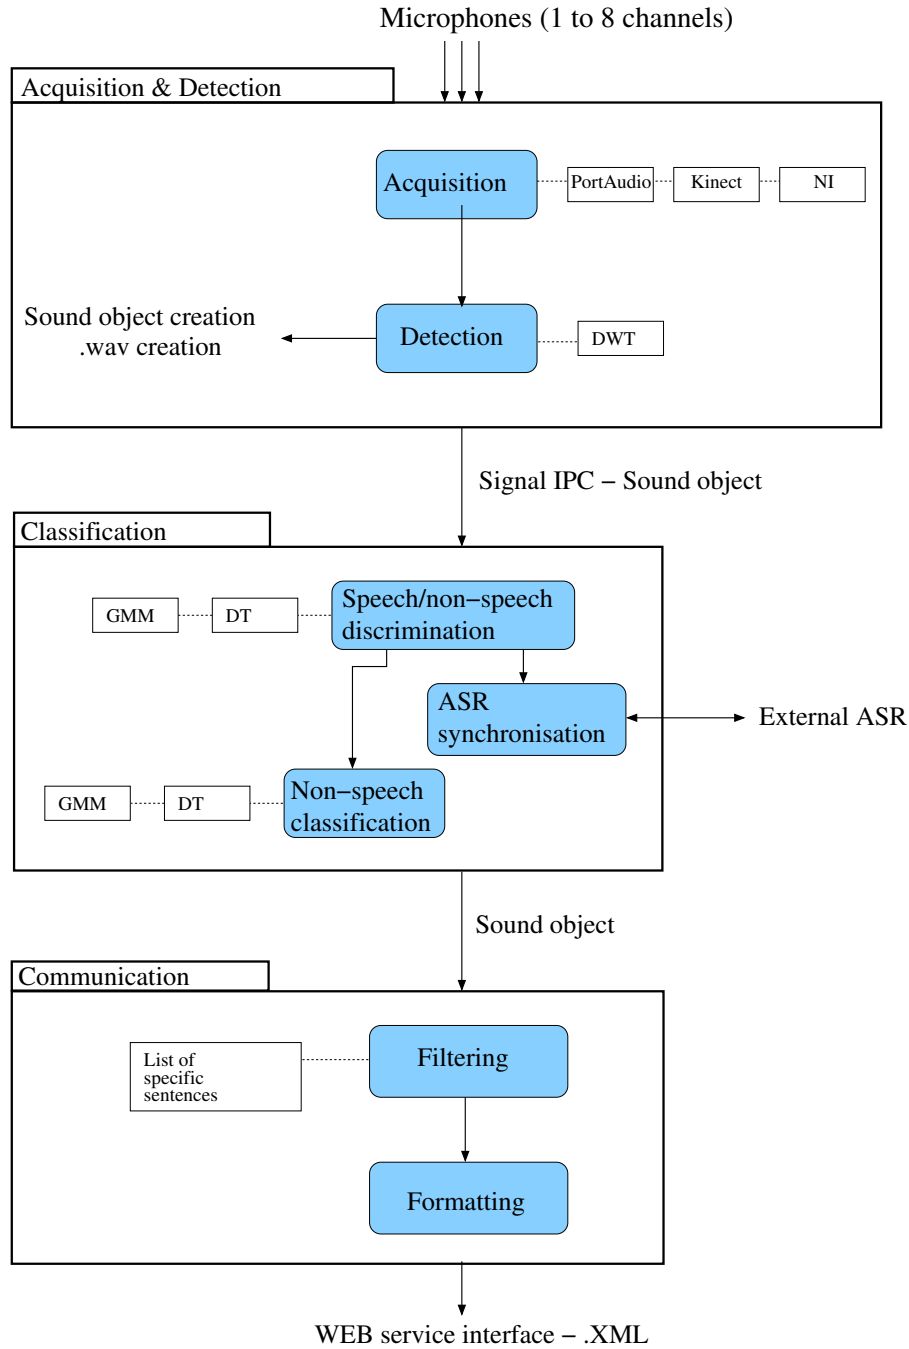 Microphones (1 to 8 channels)
Acquisition & Detection
Acquisition
PortAudio
Kinect
NI
Sound object creation
.wav creation
Detection
DWT
Signal IPC − Sound object
Classification
GMM
DT
Speech/non−speech
discrimination
ASR
synchronisation
External ASR
GMM
DT
Non−speech
classification
Sound object
Communication
List of
specific
sentences
Filtering
Formatting
WEB service interface − .XML